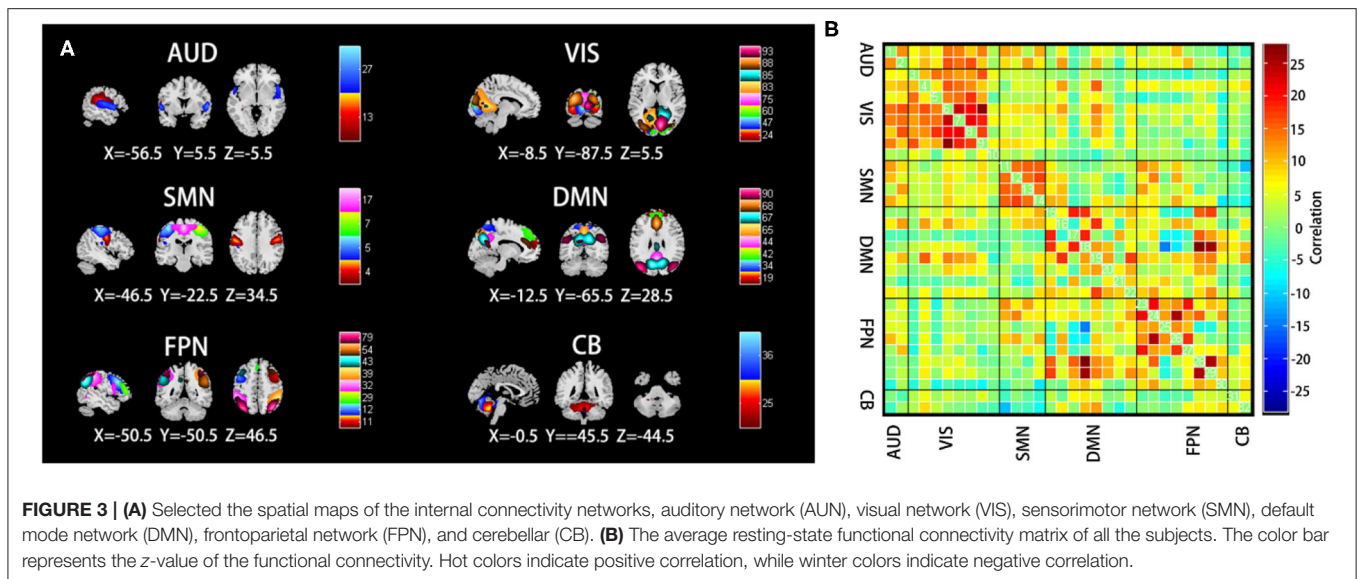 A
AUD
27
13
X=-56.5 Y=5.5 Z=-5.5
VIS
93
88
85
83
75
60
47
24
X=-8.5 Y=-87.5 Z=5.5
SMN
17
7
5
4
X=-46.5 Y=-22.5 Z=34.5
DMN
90
68
67
65
44
42
34
19
X=-12.5 Y=-65.5 Z=28.5
FPN
79
54
43
39
32
29
12
11
X=-50.5 Y=-50.5 Z=46.5
CB
36
25
X=-0.5 Y==45.5 Z=-44.5
B
AUD
VIS
SMN
DMN
FPN
CB
AUD
VIS
SMN
DMN
FPN
CB
25
20
15
10
5
0
-5
-10
-15
-20
-25
Correlation
FIGURE 3 | (A) Selected the spatial maps of the internal connectivity networks, auditory network (AUN), visual network (VIS), sensorimotor network (SMN), default
mode network (DMN), frontoparietal network (FPN), and cerebellar (CB). (B) The average resting-state functional connectivity matrix of all the subjects. The color bar
represents the z-value of the functional connectivity. Hot colors indicate positive correlation, while winter colors indicate negative correlation.